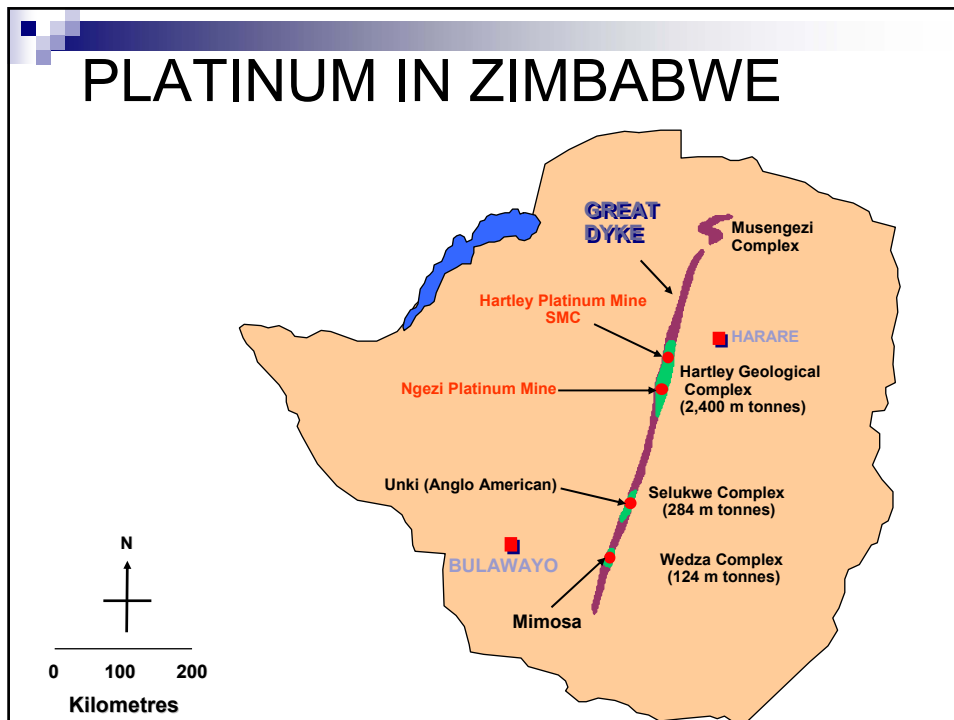 PLATINUM IN ZIMBABWE
GREAT
DYKE
Musengezi
Complex
Hartley Platinum Mine
SMC
HARARE
Hartley Geological
Complex
(2,400 m tonnes)
Ngezi Platinum Mine
Unki (Anglo American)
Selukwe Complex
(284 m tonnes)
BULAWAYO
Wedza Complex
(124 m tonnes)
Mimosa
N
0 100 200
Kilometres